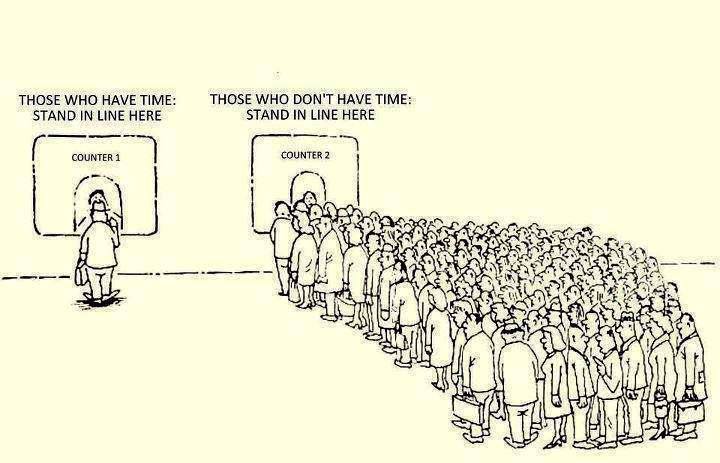 THOSE WHO HAVE TIME:
STAND IN LINE HERE
COUNTER 1
THOSE WHO DON'T HAVE TIME:
STAND IN LINE HERE
COUNTER 2